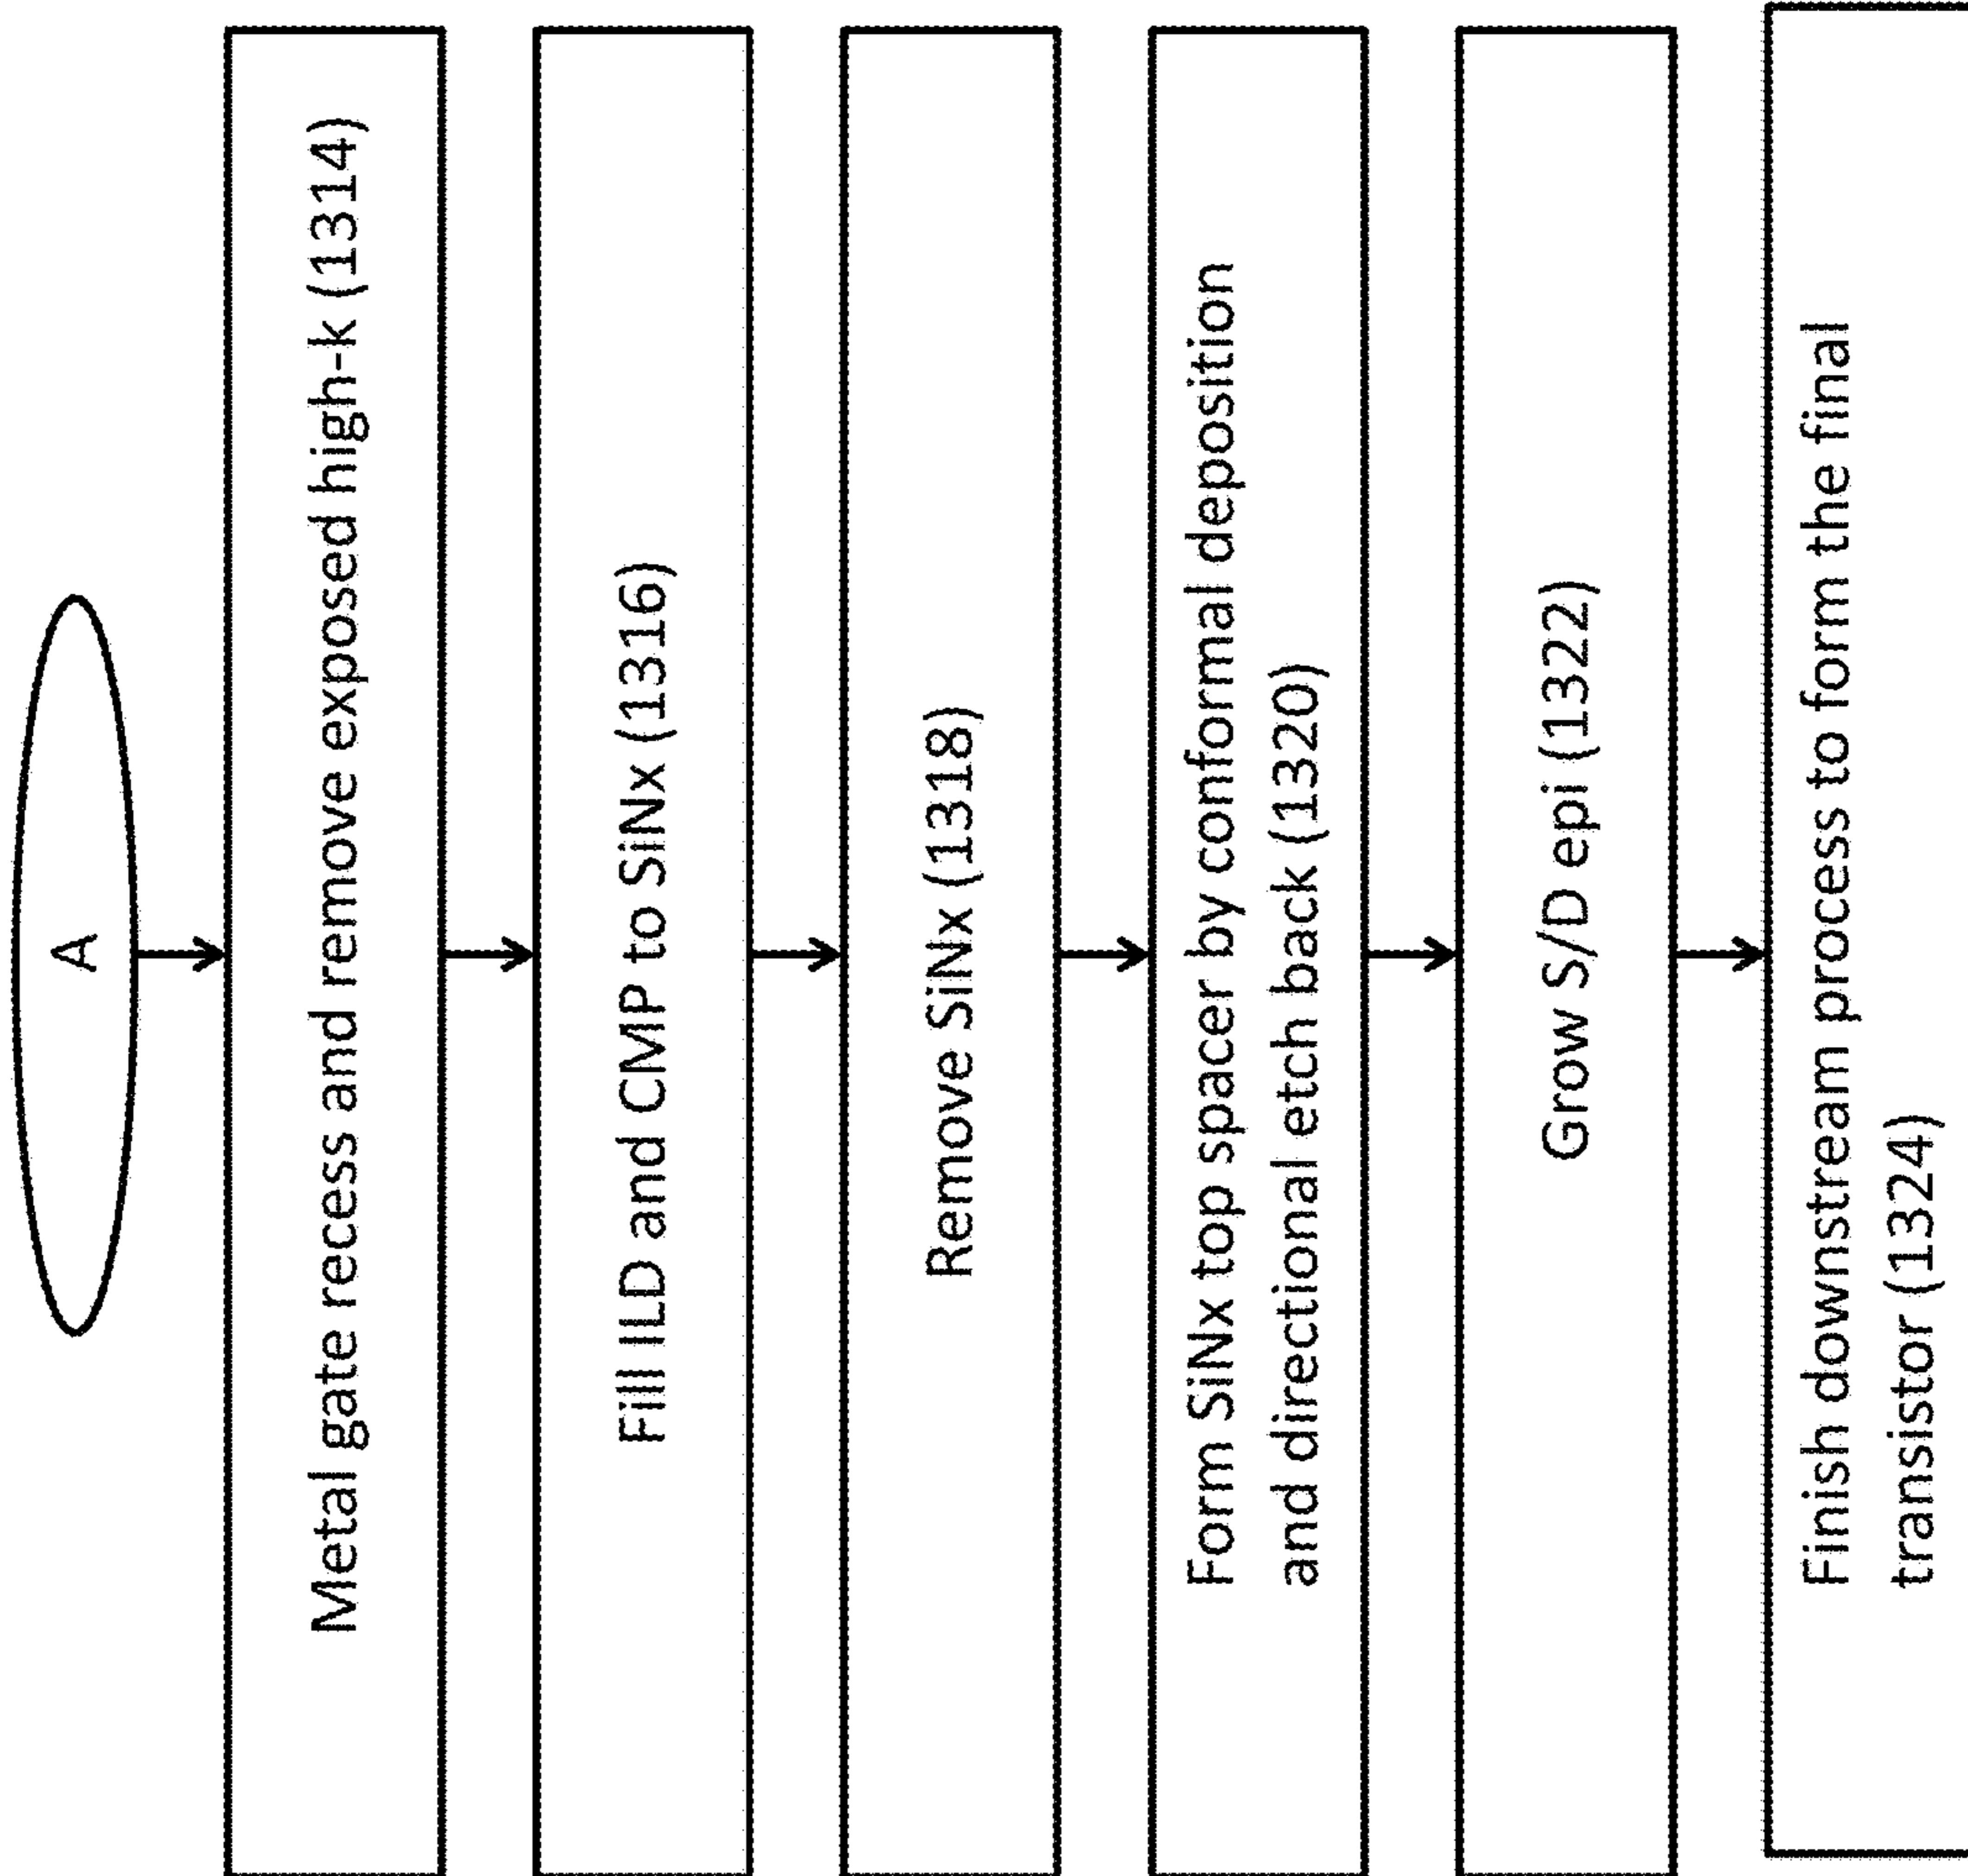 A
Metal gate recess and remove exposed high-k (1314)
Fill ILD and CMP to SiNx (1316)
Remove SiNx (1318)
Form SiNx top spacer by conformal deposition
and directional etch back (1320)
Grow S/D epi (1322)
Finish downstream process to form the final
transistor (1324)